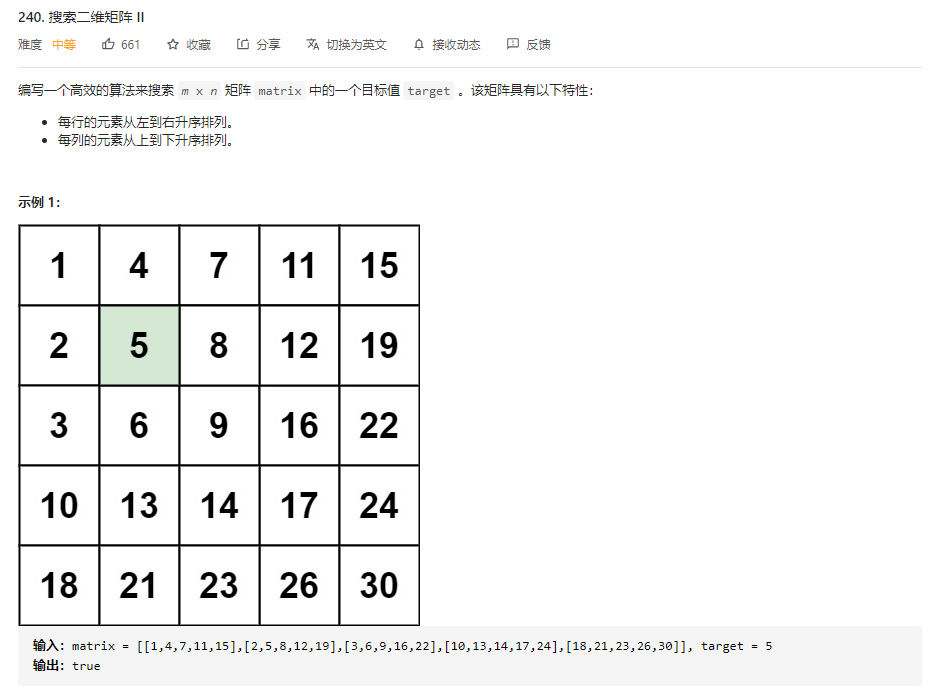 240. 搜索二维矩阵 II
难度 中等 661 收藏 分享 切换为英文 接收动态 反馈
编写一个高效的算法来搜索 m x n 矩阵 matrix 中的一个目标值 target 。该矩阵具有以下特性：
• 每行的元素从左到右升序排列。
• 每列的元素从上到下升序排列。
示例 1：
1 4 7 11 15
2 5 8 12 19
3 6 9 16 22
10 13 14 17 24
18 21 23 26 30
输入：matrix = [[1,4,7,11,15],[2,5,8,12,19],[3,6,9,16,22],[10,13,14,17,24],[18,21,23,26,30]], target = 5
输出：true